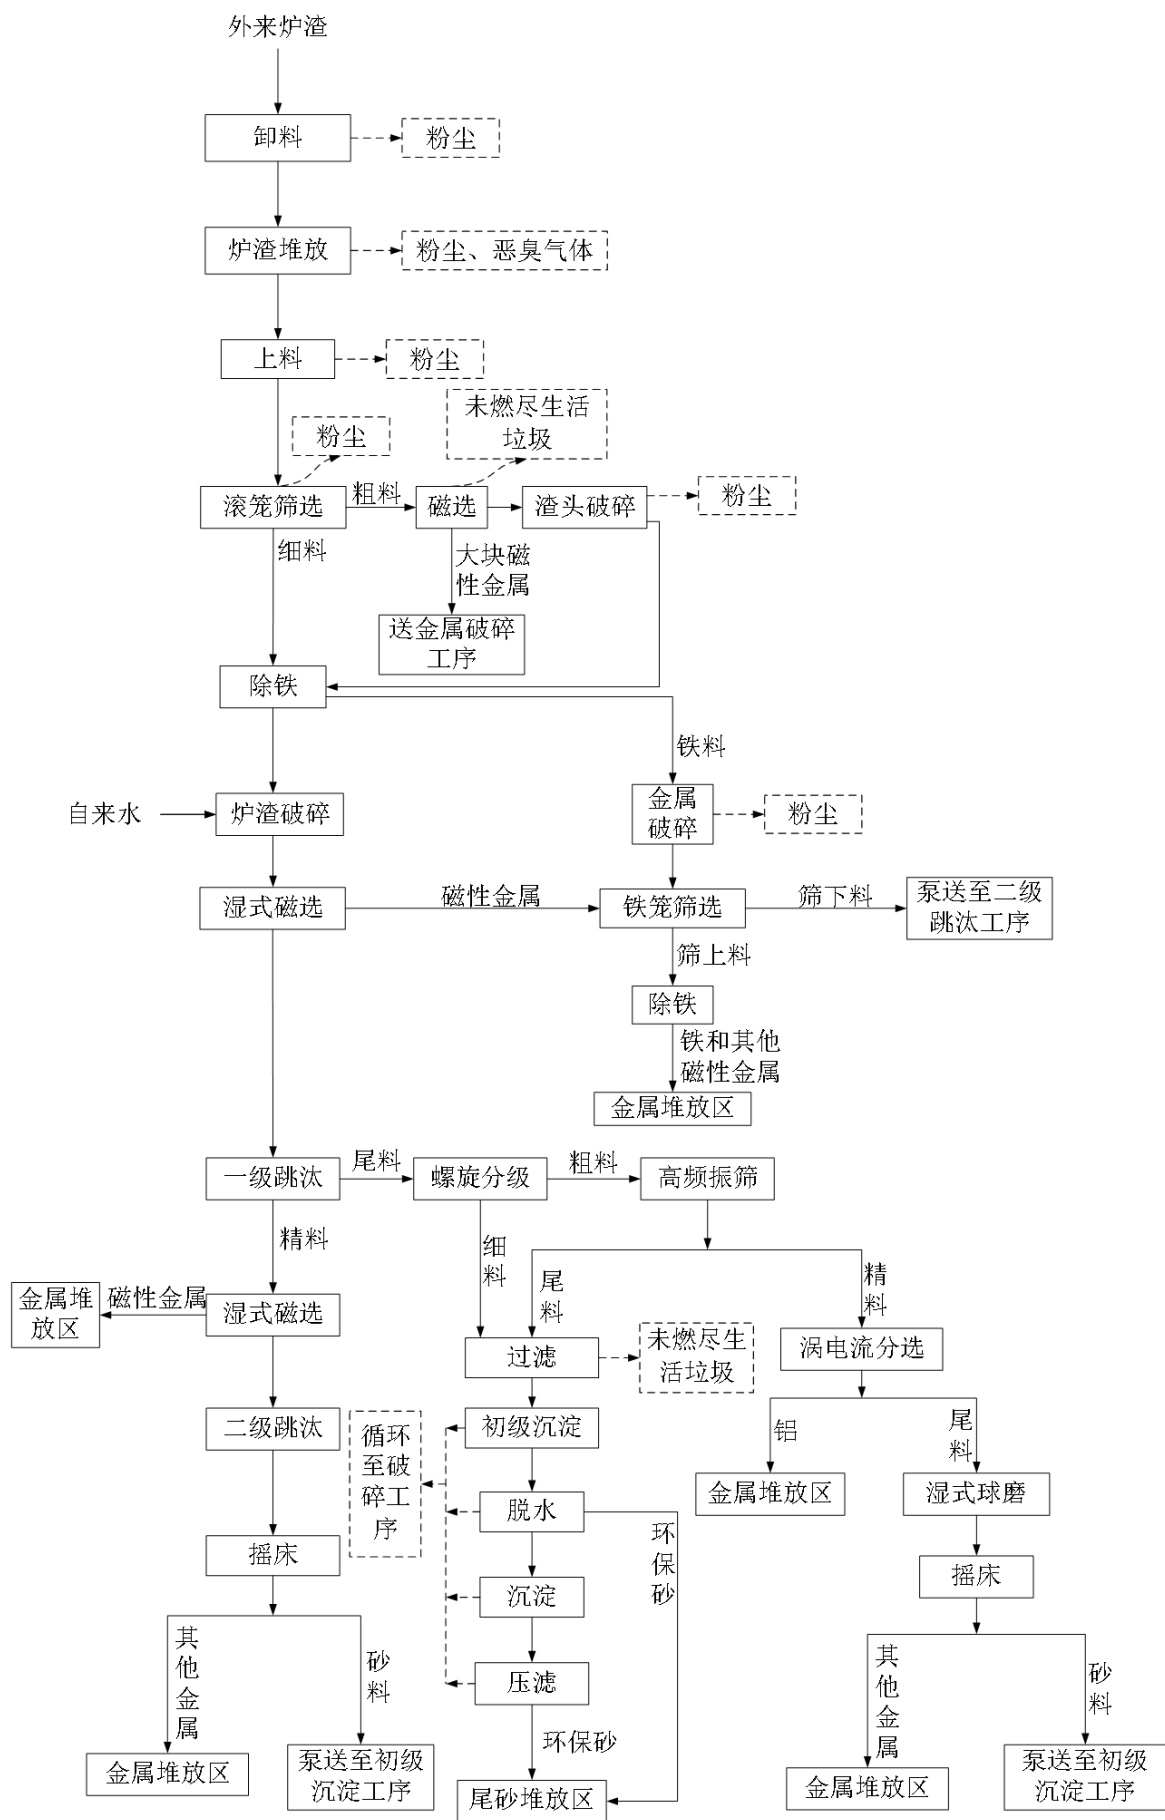 外来炉渣
卸料
粉尘
炉渣堆放
粉尘、恶臭气体
上料
粉尘
未燃尽生活
垃圾
粉尘
滚笼筛选
粗料
磁选
渣头破碎
粉尘
细料
大块磁
性金属
送金属破碎
工序
除铁
铁料
自来水
炉渣破碎
金属
破碎
粉尘
湿式磁选
磁性金属
铁笼筛选
筛下料
泵送至二级
跳汰工序
筛上料
除铁
铁和其他
磁性金属
金属堆放区
一级跳汰
尾料
螺旋分级
粗料
高频振筛
精料
细料
尾料
精料
金属堆
放区
磁性金属
湿式磁选
过滤
未燃尽生
活垃圾
涡电流分选
二级跳汰
循环
至破
碎工
序
初级沉淀
铝
尾料
金属堆放区
湿式球磨
脱水
环保砂
摇床
沉淀
摇床
其他金属
砂料
压滤
其他金属
砂料
环保砂
金属堆放区
泵送至初级
沉淀工序
尾砂堆放区
金属堆放区
泵送至初级
沉淀工序